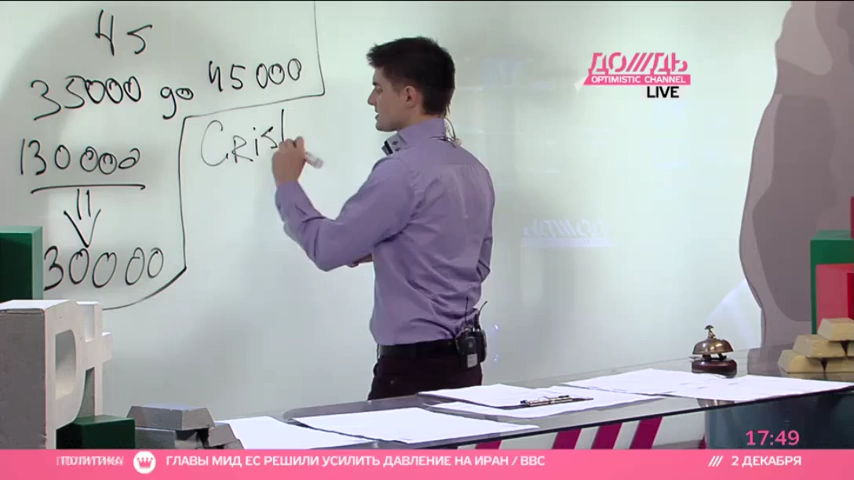 45
35000 до 45000
130000
30000
CRISt
ДОЖДЬ
OPTIMISTIC CHANNEL
LIVE
17:49
ПОЛИТИКА ГЛАВЫ МИД ЕС РЕШИЛИ УСИЛИТЬ ДАВЛЕНИЕ НА ИРАН / BBC /// 2 ДЕКАБРЯ